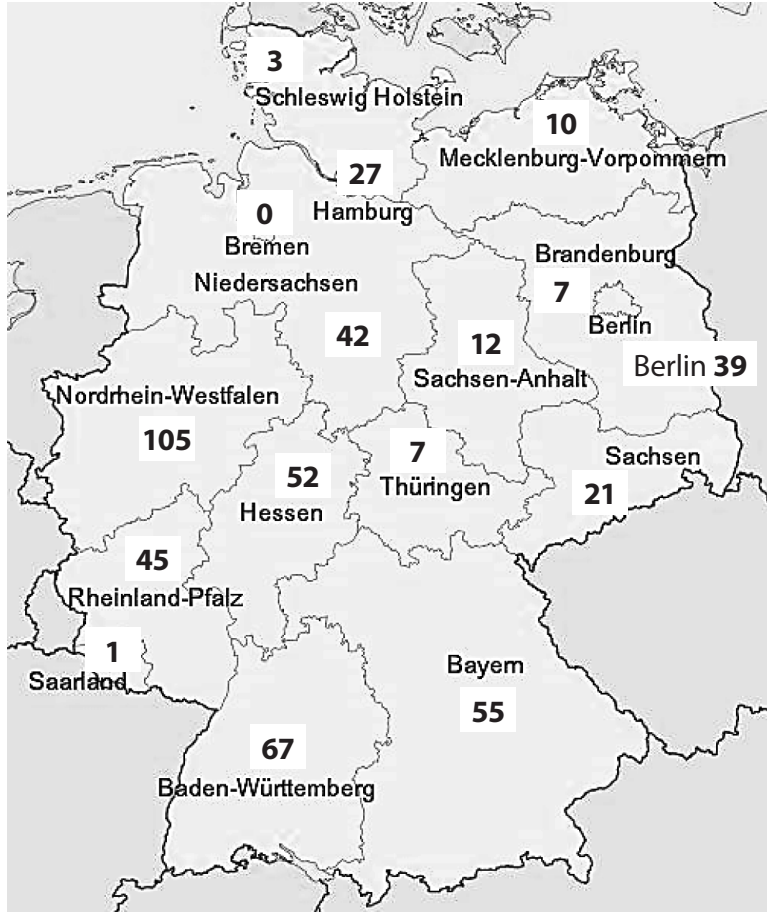 3
Schleswig Holstein
10
Mecklenburg-Vorpommern
27
Hamburg
0
Bremen
Niedersachsen
42
Brandenburg
7
Berlin
Berlin 39
12
Sachsen-Anhalt
Nordrhein-Westfalen
105
52
Hessen
7
Thüringen
Sachsen
21
45
Rheinland-Pfalz
1
Saarland
Bayern
55
67
Baden-Württemberg